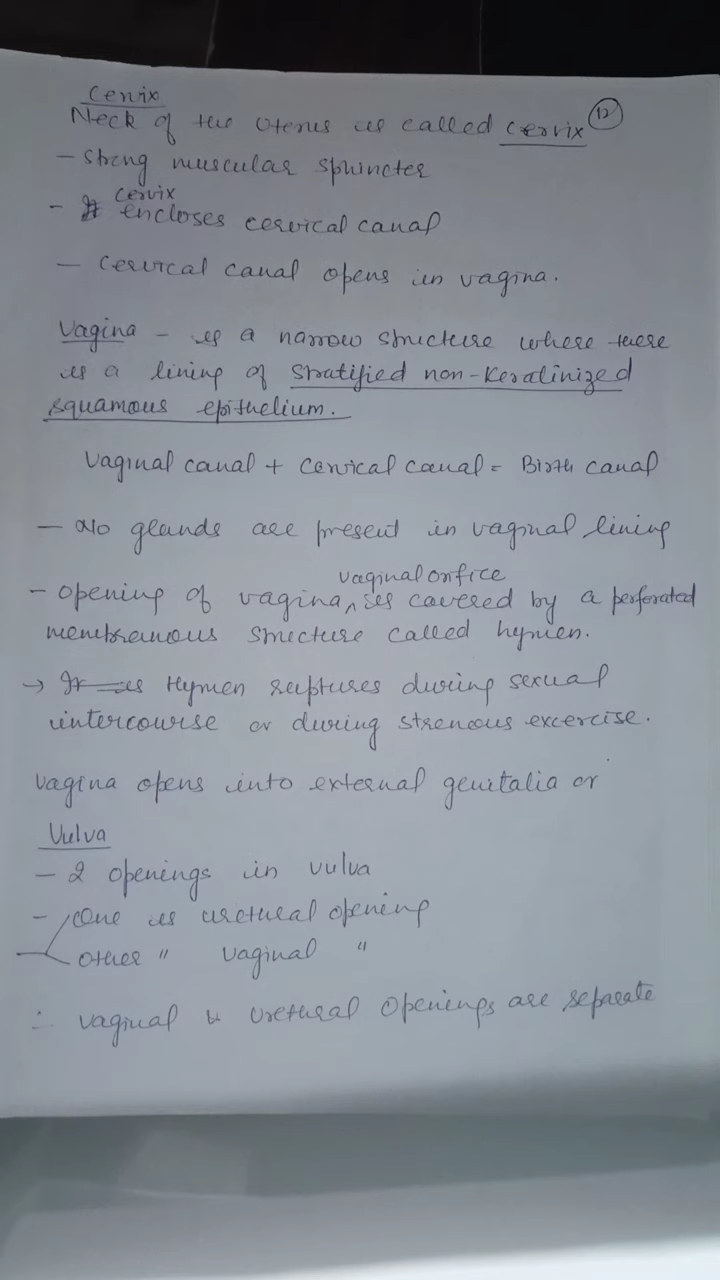 Cervix
Neck of the uterus is called cervix 12
- Strong muscular sphincter
cervix
- It encloses cervical canal
- Cervical canal opens in vagina.
Vagina - is a narrow structure where there
is a lining of stratified non-Keratinized
squamous epithelium.
Vaginal canal + Cervical canal = Birth canal
- No glands are present in vaginal lining
vaginal orifice
- Opening of vagina ^ is covered by a perforated
membranous structure called hymen.
→ It is Hymen ruptures during sexual
intercourse or during strenous excercise.
Vagina opens into external genitalia or
Vulva
- 2 openings in vulva
- One is urethral opening
- Other " Vaginal "
∴ Vaginal & Urethral Openings are separate